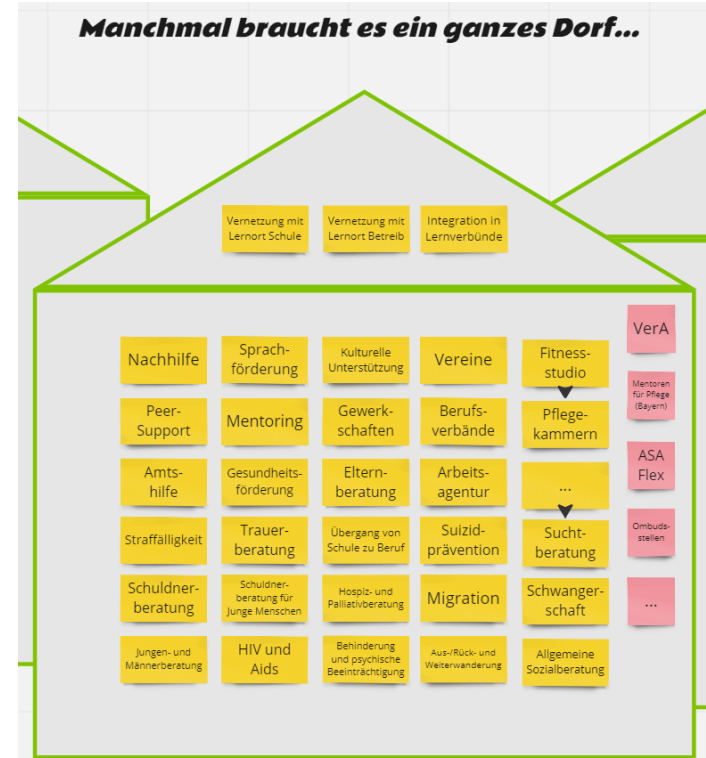 Manchmal braucht es ein ganzes Dorf...
Vernetzung mit
Lernort Schule
Vernetzung mit
Lernort Betreib
Integration in
Lernverbünde
Nachhilfe
Sprach-
förderung
Kulturelle
Unterstützung
Vereine
Fitness-
studio
Peer-
Support
Mentoring
Gewerk-
schaften
Berufs-
verbände
Pflege-
kammern
Amts-
hilfe
Gesundheits-
förderung
Eltern-
beratung
Arbeits-
agentur
...
Straffälligkeit
Trauer-
beratung
Übergang von
Schule zu Beruf
Suizid-
prävention
Sucht-
beratung
Schuldner-
beratung
Schuldner-
beratung für
Junge Menschen
Hospiz- und
Palliativberatung
Migration
Schwanger-
schaft
Jungen- und
Männerberatung
HIV und
Aids
Behinderung
und psychische
Beeinträchtigung
Aus-/Rück- und
Weiterwanderung
Allgemeine
Sozialberatung
VerA
Mentoren
für Pflege
(Bayern)
ASA
Flex
Ombuds-
stellen
...